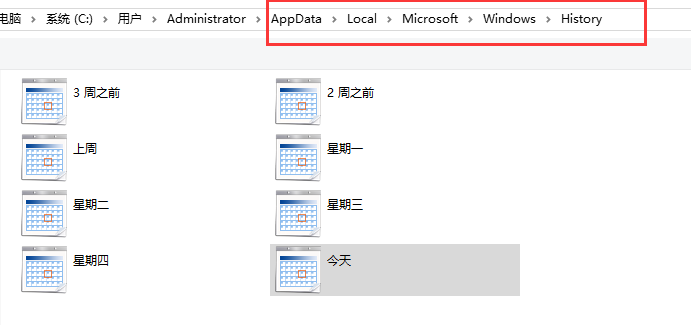 电脑 > 系统 (C:) > 用户 > Administrator > AppData > Local > Microsoft > Windows > History
3 周之前 2 周之前
上周 星期一
星期二 星期三
星期四 今天